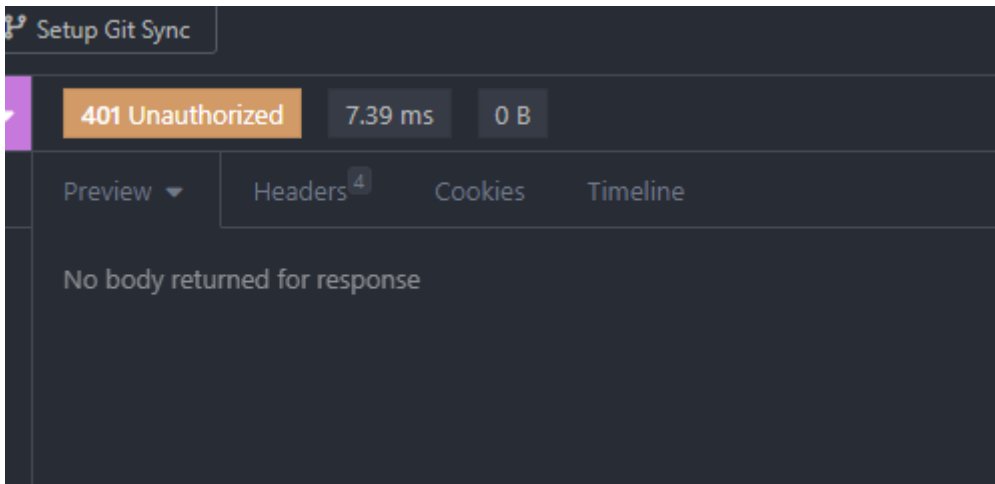 Setup Git Sync
401 Unauthorized 7.39 ms 0 B
Preview Headers 4 Cookies Timeline
No body returned for response